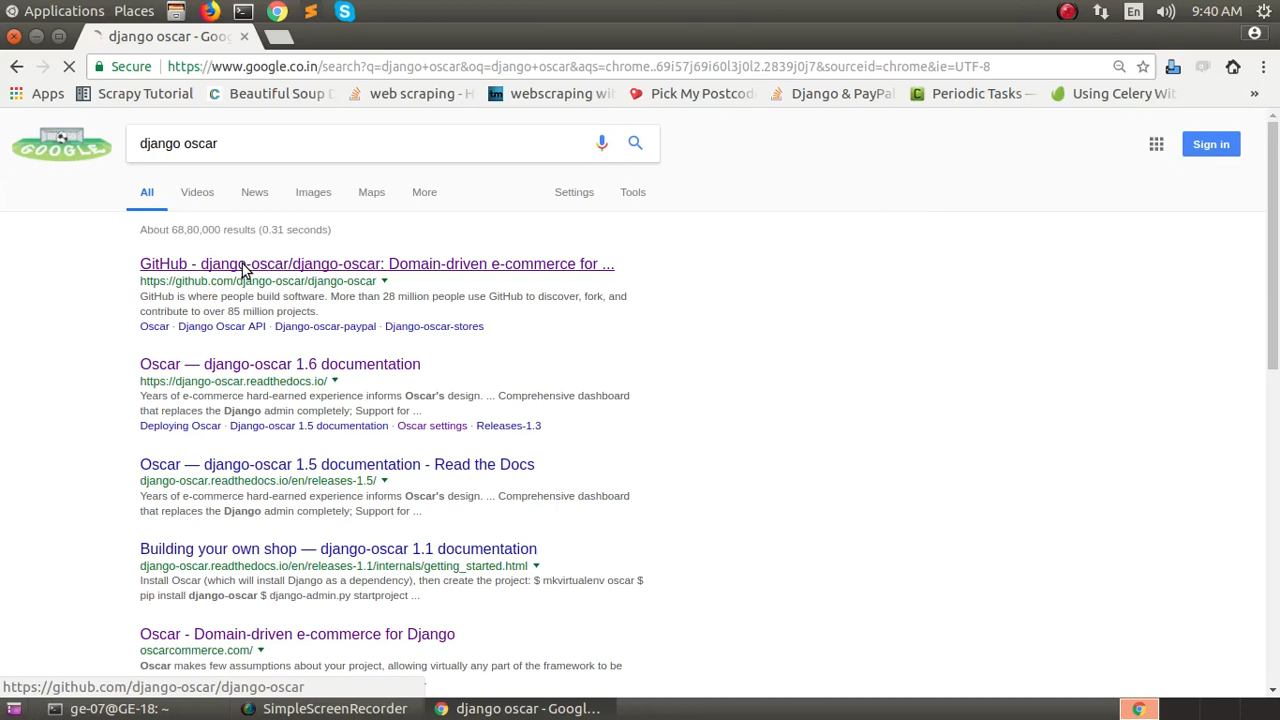 Applications Places En 9:40 AM
django oscar - Goo
Secure https://www.google.co.in/search?q=django+oscar&oq=django+oscar&aqs=chrome..69i57j69i60l3j0l2.2839j0j7&sourceid=chrome&ie=UTF-8
Apps Scrapy Tutorial Beautiful Soup D web scraping - H webscraping wit Pick My Postcod Django & PayPal Periodic Tasks — Using Celery Wit »
GOOGLE django oscar Sign in
All Videos News Images Maps More Settings Tools
About 68,80,000 results (0.31 seconds)
GitHub - django-oscar/django-oscar: Domain-driven e-commerce for ...
https://github.com/django-oscar/django-oscar
GitHub is where people build software. More than 28 million people use GitHub to discover, fork, and
contribute to over 85 million projects.
Oscar · Django Oscar API · Django-oscar-paypal · Django-oscar-stores
Oscar — django-oscar 1.6 documentation
https://django-oscar.readthedocs.io/
Years of e-commerce hard-earned experience informs Oscar's design. ... Comprehensive dashboard
that replaces the Django admin completely; Support for ...
Deploying Oscar · Django-oscar 1.5 documentation · Oscar settings · Releases-1.3
Oscar — django-oscar 1.5 documentation - Read the Docs
django-oscar.readthedocs.io/en/releases-1.5/
Years of e-commerce hard-earned experience informs Oscar's design. ... Comprehensive dashboard
that replaces the Django admin completely; Support for ...
Building your own shop — django-oscar 1.1 documentation
django-oscar.readthedocs.io/en/releases-1.1/internals/getting_started.html
Install Oscar (which will install Django as a dependency), then create the project: $ mkvirtualenv oscar $
pip install django-oscar $ django-admin.py startproject ...
Oscar - Domain-driven e-commerce for Django
oscarcommerce.com/
Oscar makes few assumptions about your project, allowing virtually any part of the framework to be
https://github.com/django-oscar/django-oscar
ge-07@GE-18: ~ SimpleScreenRecorder django oscar - Googl...